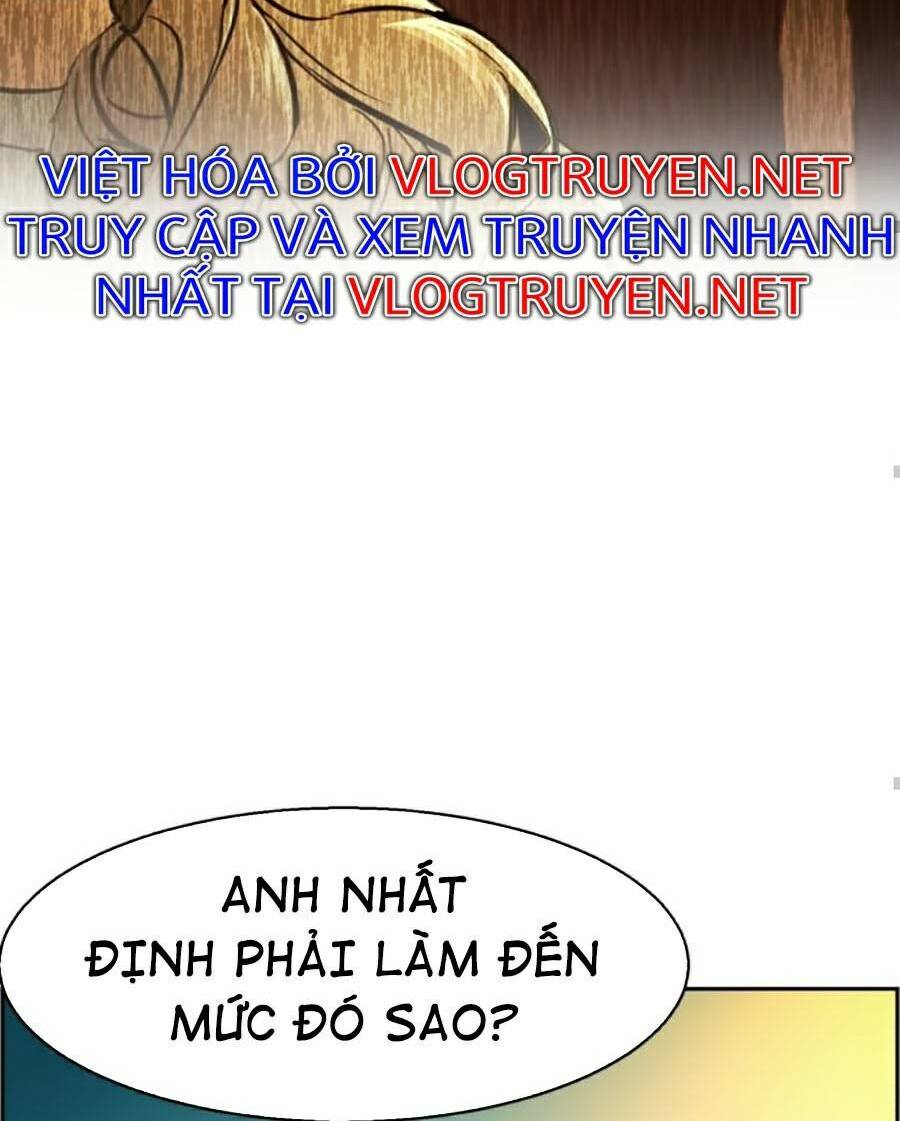 VIỆT HÓA BỞI VLOGTRUYEN.NET
TRUY CẬP VÀ XEM TRUYỆN NHANH
NHẤT TẠI VLOGTRUYEN.NET
ANH NHẤT
ĐỊNH PHẢI LÀM ĐẾN
MỨC ĐÓ SAO?